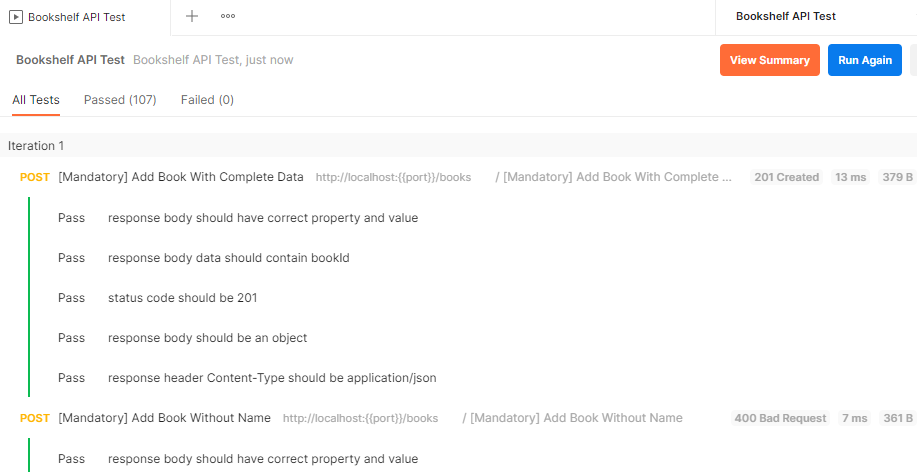 Bookshelf API Test
Bookshelf API Test
Bookshelf API Test Bookshelf API Test, just now View Summary Run Again
All Tests Passed (107) Failed (0)
Iteration 1
POST [Mandatory] Add Book With Complete Data http://localhost:{{port}}/books / [Mandatory] Add Book With Complete ... 201 Created 13 ms 379 B
Pass response body should have correct property and value
Pass response body data should contain bookId
Pass status code should be 201
Pass response body should be an object
Pass response header Content-Type should be application/json
POST [Mandatory] Add Book Without Name http://localhost:{{port}}/books / [Mandatory] Add Book Without Name 400 Bad Request 7 ms 361 B
Pass response body should have correct property and value